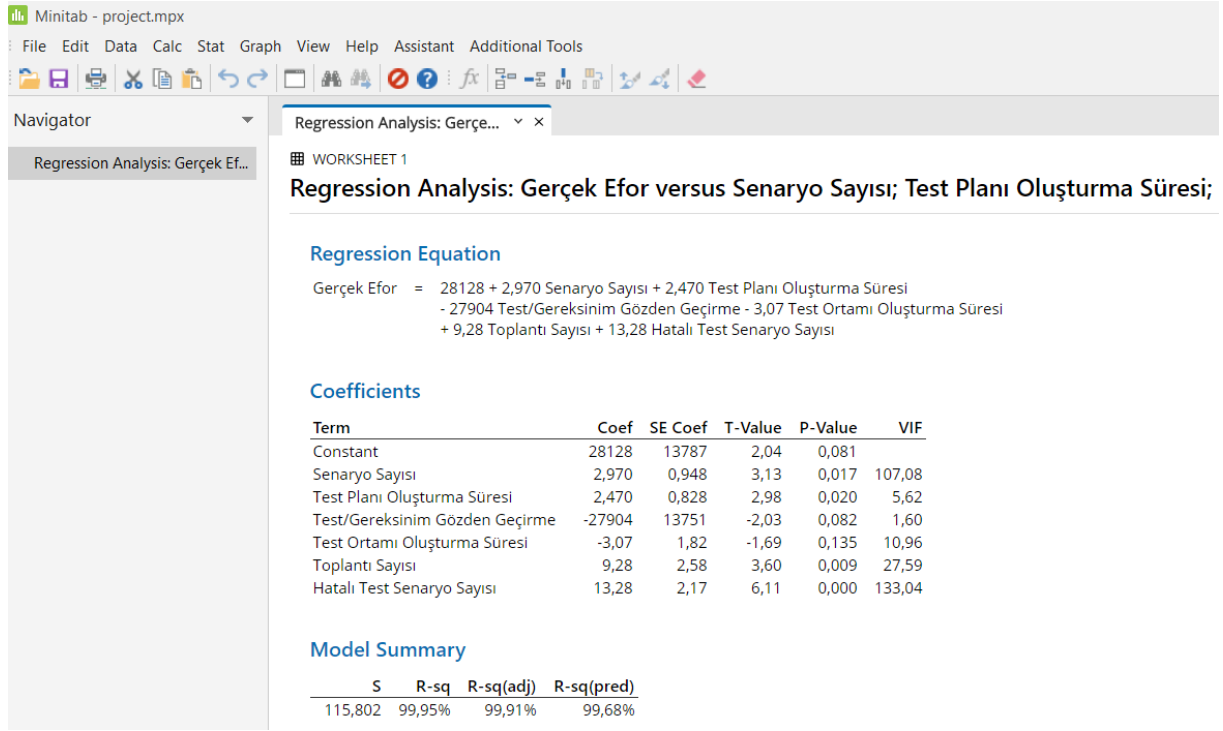 Minitab - project.mpx
File Edit Data Calc Stat Graph View Help Assistant Additional Tools
Navigator
Regression Analysis: Gerçe...
Regression Analysis: Gerçek Ef...
WORKSHEET 1
Regression Analysis: Gerçek Efor versus Senaryo Sayısı; Test Planı Oluşturma Süresi;
Regression Equation
Gerçek Efor = 28128 + 2,970 Senaryo Sayısı + 2,470 Test Planı Oluşturma Süresi
- 27904 Test/Gereksinim Gözden Geçirme - 3,07 Test Ortamı Oluşturma Süresi
+ 9,28 Toplantı Sayısı + 13,28 Hatalı Test Senaryo Sayısı
Coefficients
Term Coef SE Coef T-Value P-Value VIF
Constant 28128 13787 2,04 0,081
Senaryo Sayısı 2,970 0,948 3,13 0,017 107,08
Test Planı Oluşturma Süresi 2,470 0,828 2,98 0,020 5,62
Test/Gereksinim Gözden Geçirme -27904 13751 -2,03 0,082 1,60
Test Ortamı Oluşturma Süresi -3,07 1,82 -1,69 0,135 10,96
Toplantı Sayısı 9,28 2,58 3,60 0,009 27,59
Hatalı Test Senaryo Sayısı 13,28 2,17 6,11 0,000 133,04
Model Summary
S R-sq R-sq(adj) R-sq(pred)
115,802 99,95% 99,91% 99,68%